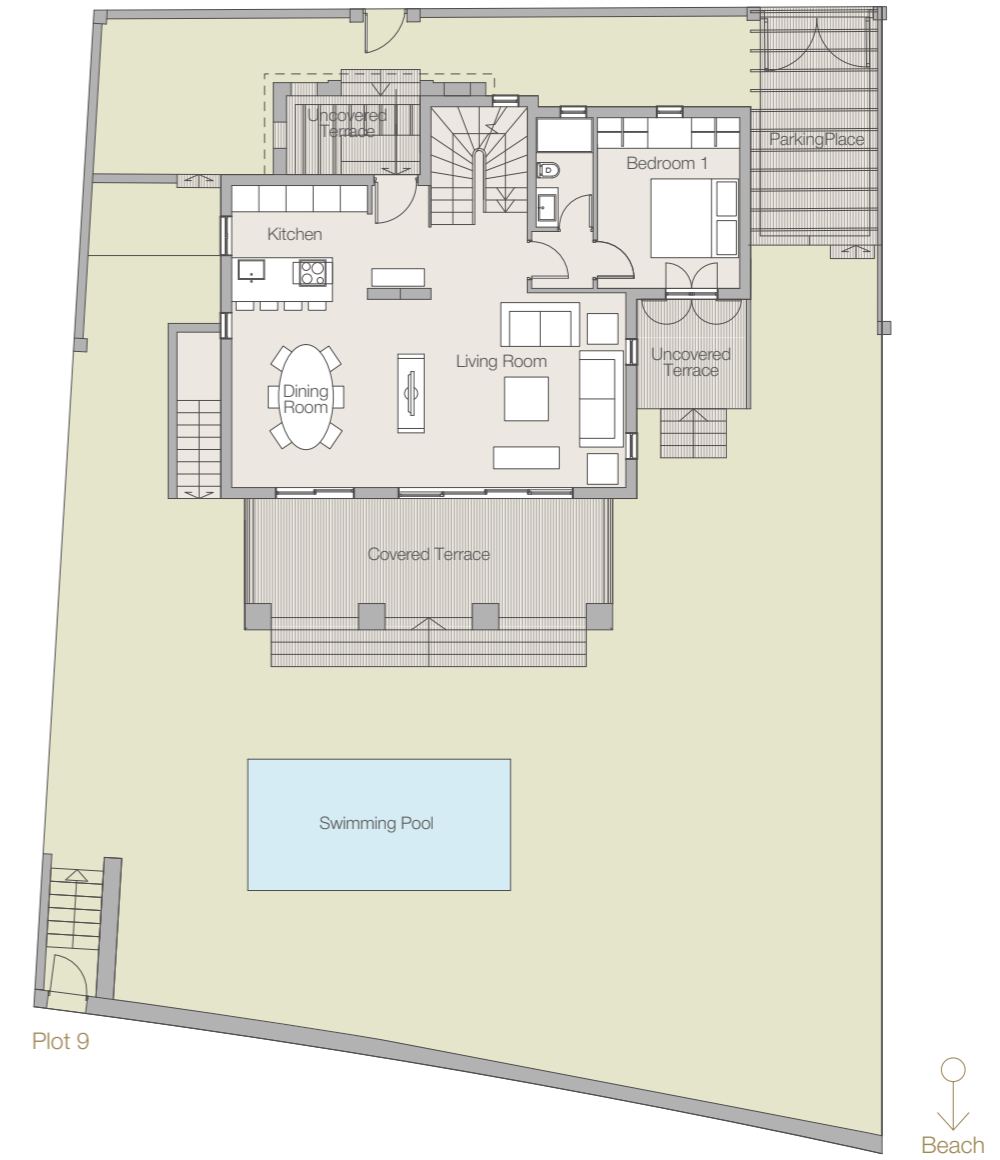 Uncovered
Terrace
ParkingPlace
Bedroom 1
Kitchen
Living Room
Uncovered
Terrace
Dining
Room
Covered Terrace
Swimming Pool
Plot 9
Beach